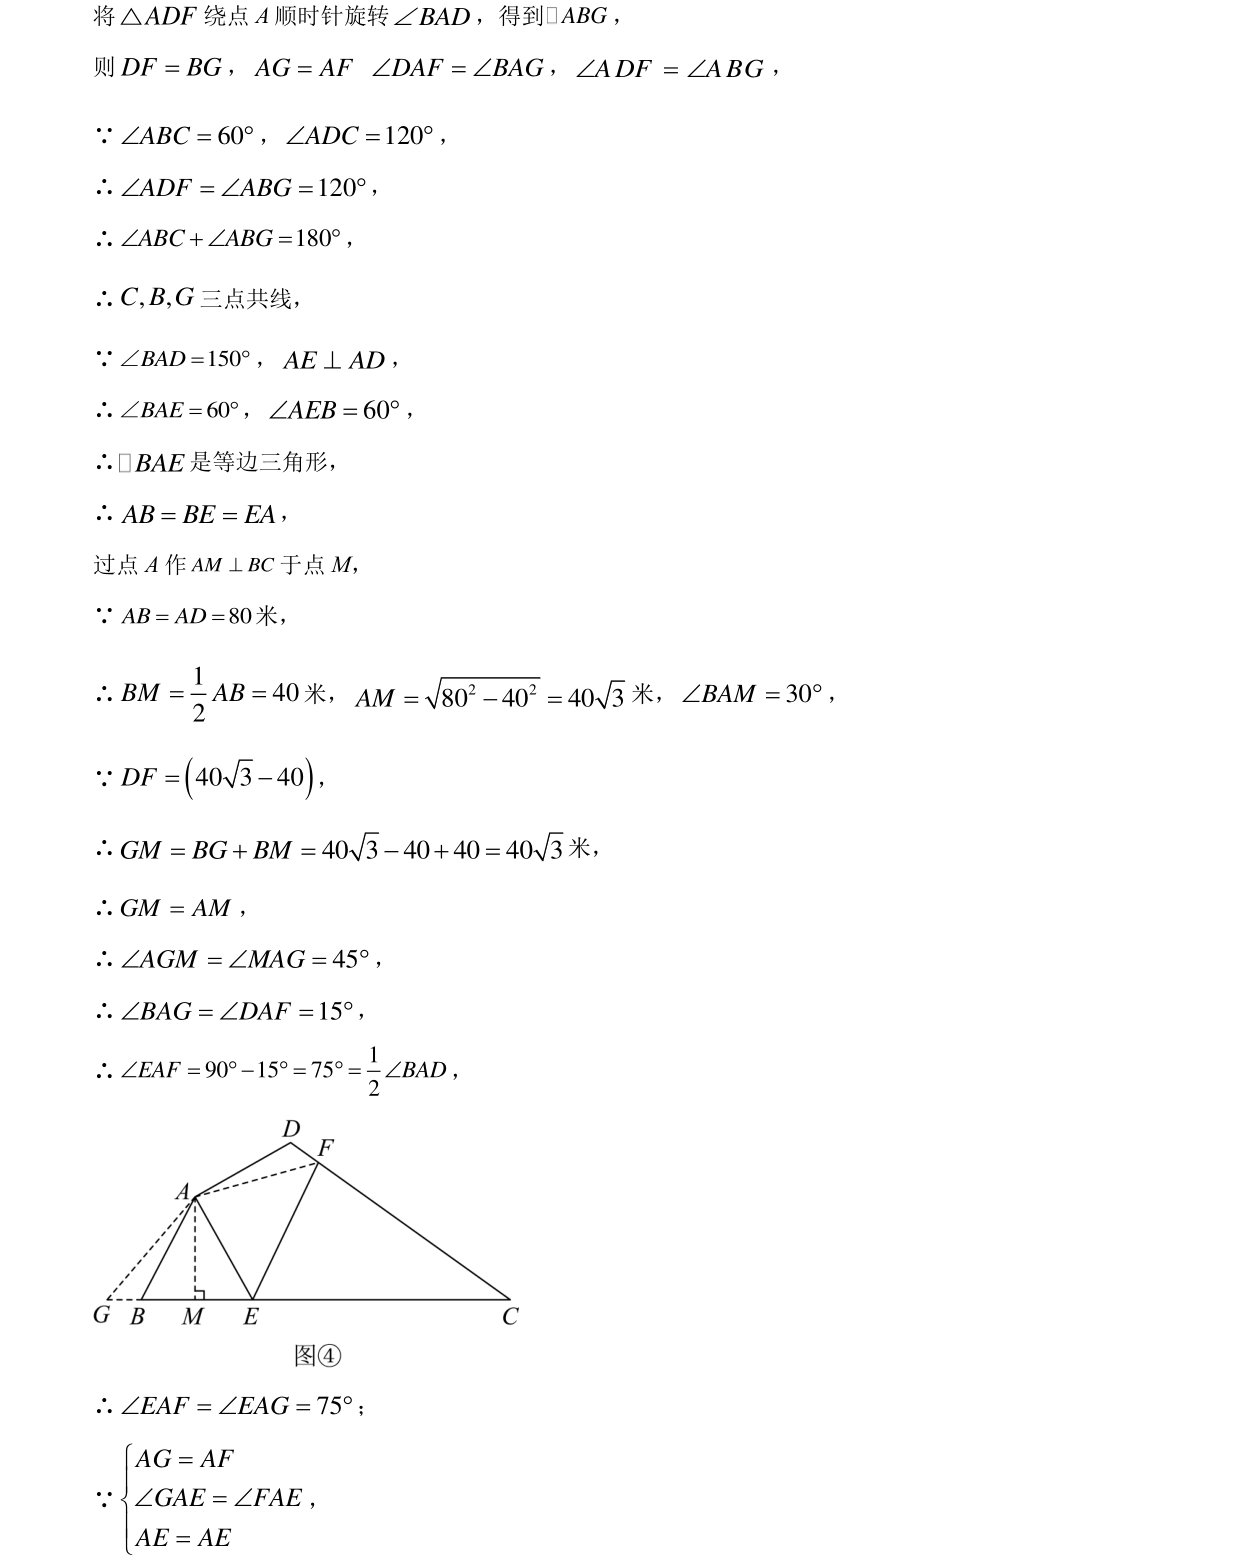 将△ADF绕点A顺时针旋转∠BAD，得到□ABG，
则DF=BG，AG=AF ∠DAF=∠BAG，∠ADF=∠ABG，
∵∠ABC=60°，∠ADC=120°，
∴∠ADF=∠ABG=120°，
∴∠ABC+∠ABG=180°，
∴C,B,G三点共线，
∵∠BAD=150°，AE⊥AD，
∴∠BAE=60°，∠AEB=60°，
∴□BAE是等边三角形，
∴AB=BE=EA，
过点A作AM⊥BC于点M，
∵AB=AD=80米，
∴BM=1/2AB=40米，AM=√(80²−40²)=40√3米，∠BAM=30°，
∵DF=(40√3−40)，
∴GM=BG+BM=40√3−40+40=40√3米，
∴GM=AM，
∴∠AGM=∠MAG=45°，
∴∠BAG=∠DAF=15°，
∴∠EAF=90°−15°=75°=1/2∠BAD，
D
F
A
G B M E C
图④
∴∠EAF=∠EAG=75°；
∵{AG=AF
∠GAE=∠FAE，
AE=AE